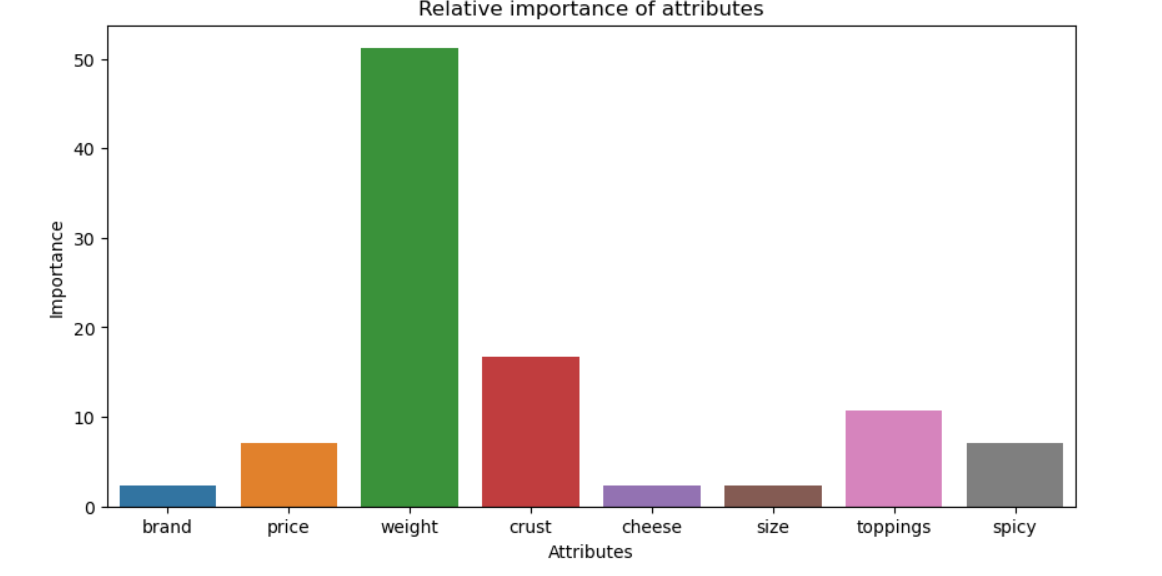 Relative importance of attributes
50
40
30
20
10
0
Importance
brand price weight crust cheese size toppings spicy
Attributes